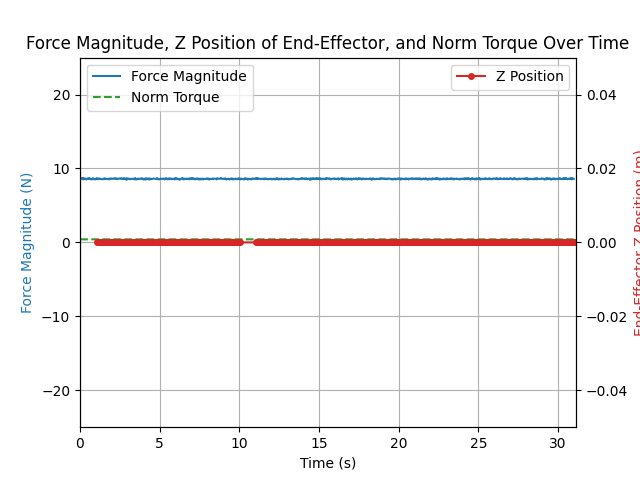 Force Magnitude, Z Position of End-Effector, and Norm Torque Over Time
Force Magnitude
Norm Torque
Z Position
20
10
0
−10
−20
0.04
0.02
0.00
−0.02
−0.04
Force Magnitude (N)
End-Effector Z Position (m)
0 5 10 15 20 25 30
Time (s)